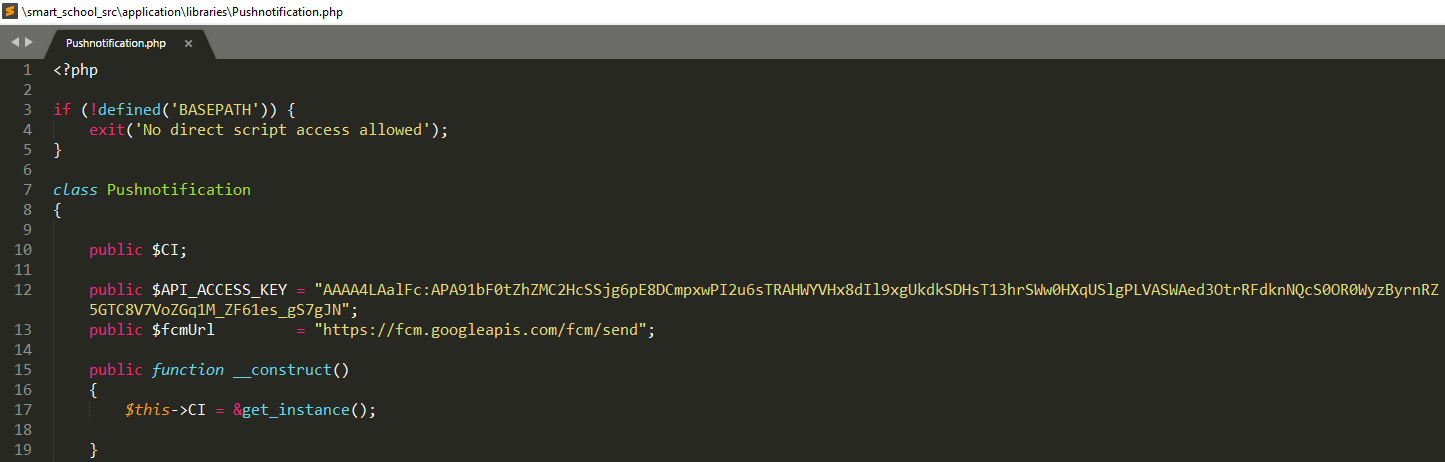 \smart_school_src\application\libraries\Pushnotification.php
Pushnotification.php ×
1 <?php
2
3 if (!defined('BASEPATH')) {
4 exit('No direct script access allowed');
5 }
6
7 class Pushnotification
8 {
9
10 public $CI;
11
12 public $API_ACCESS_KEY = "AAAA4LAalFc:APA91bF0tZhZMC2HcSSjg6pE8DCmpxwPI2u6sTRAHWYVHx8dIl9xgUkdkSDHsT13hrSWw0HXqUSlgPLVASWAed3OtrRFdknNQcS0OR0WyzByrnRZ
5GTC8V7VoZGq1M_ZF61es_gS7gJN";
13 public $fcmUrl = "https://fcm.googleapis.com/fcm/send";
14
15 public function __construct()
16 {
17 $this->CI = &get_instance();
18
19 }